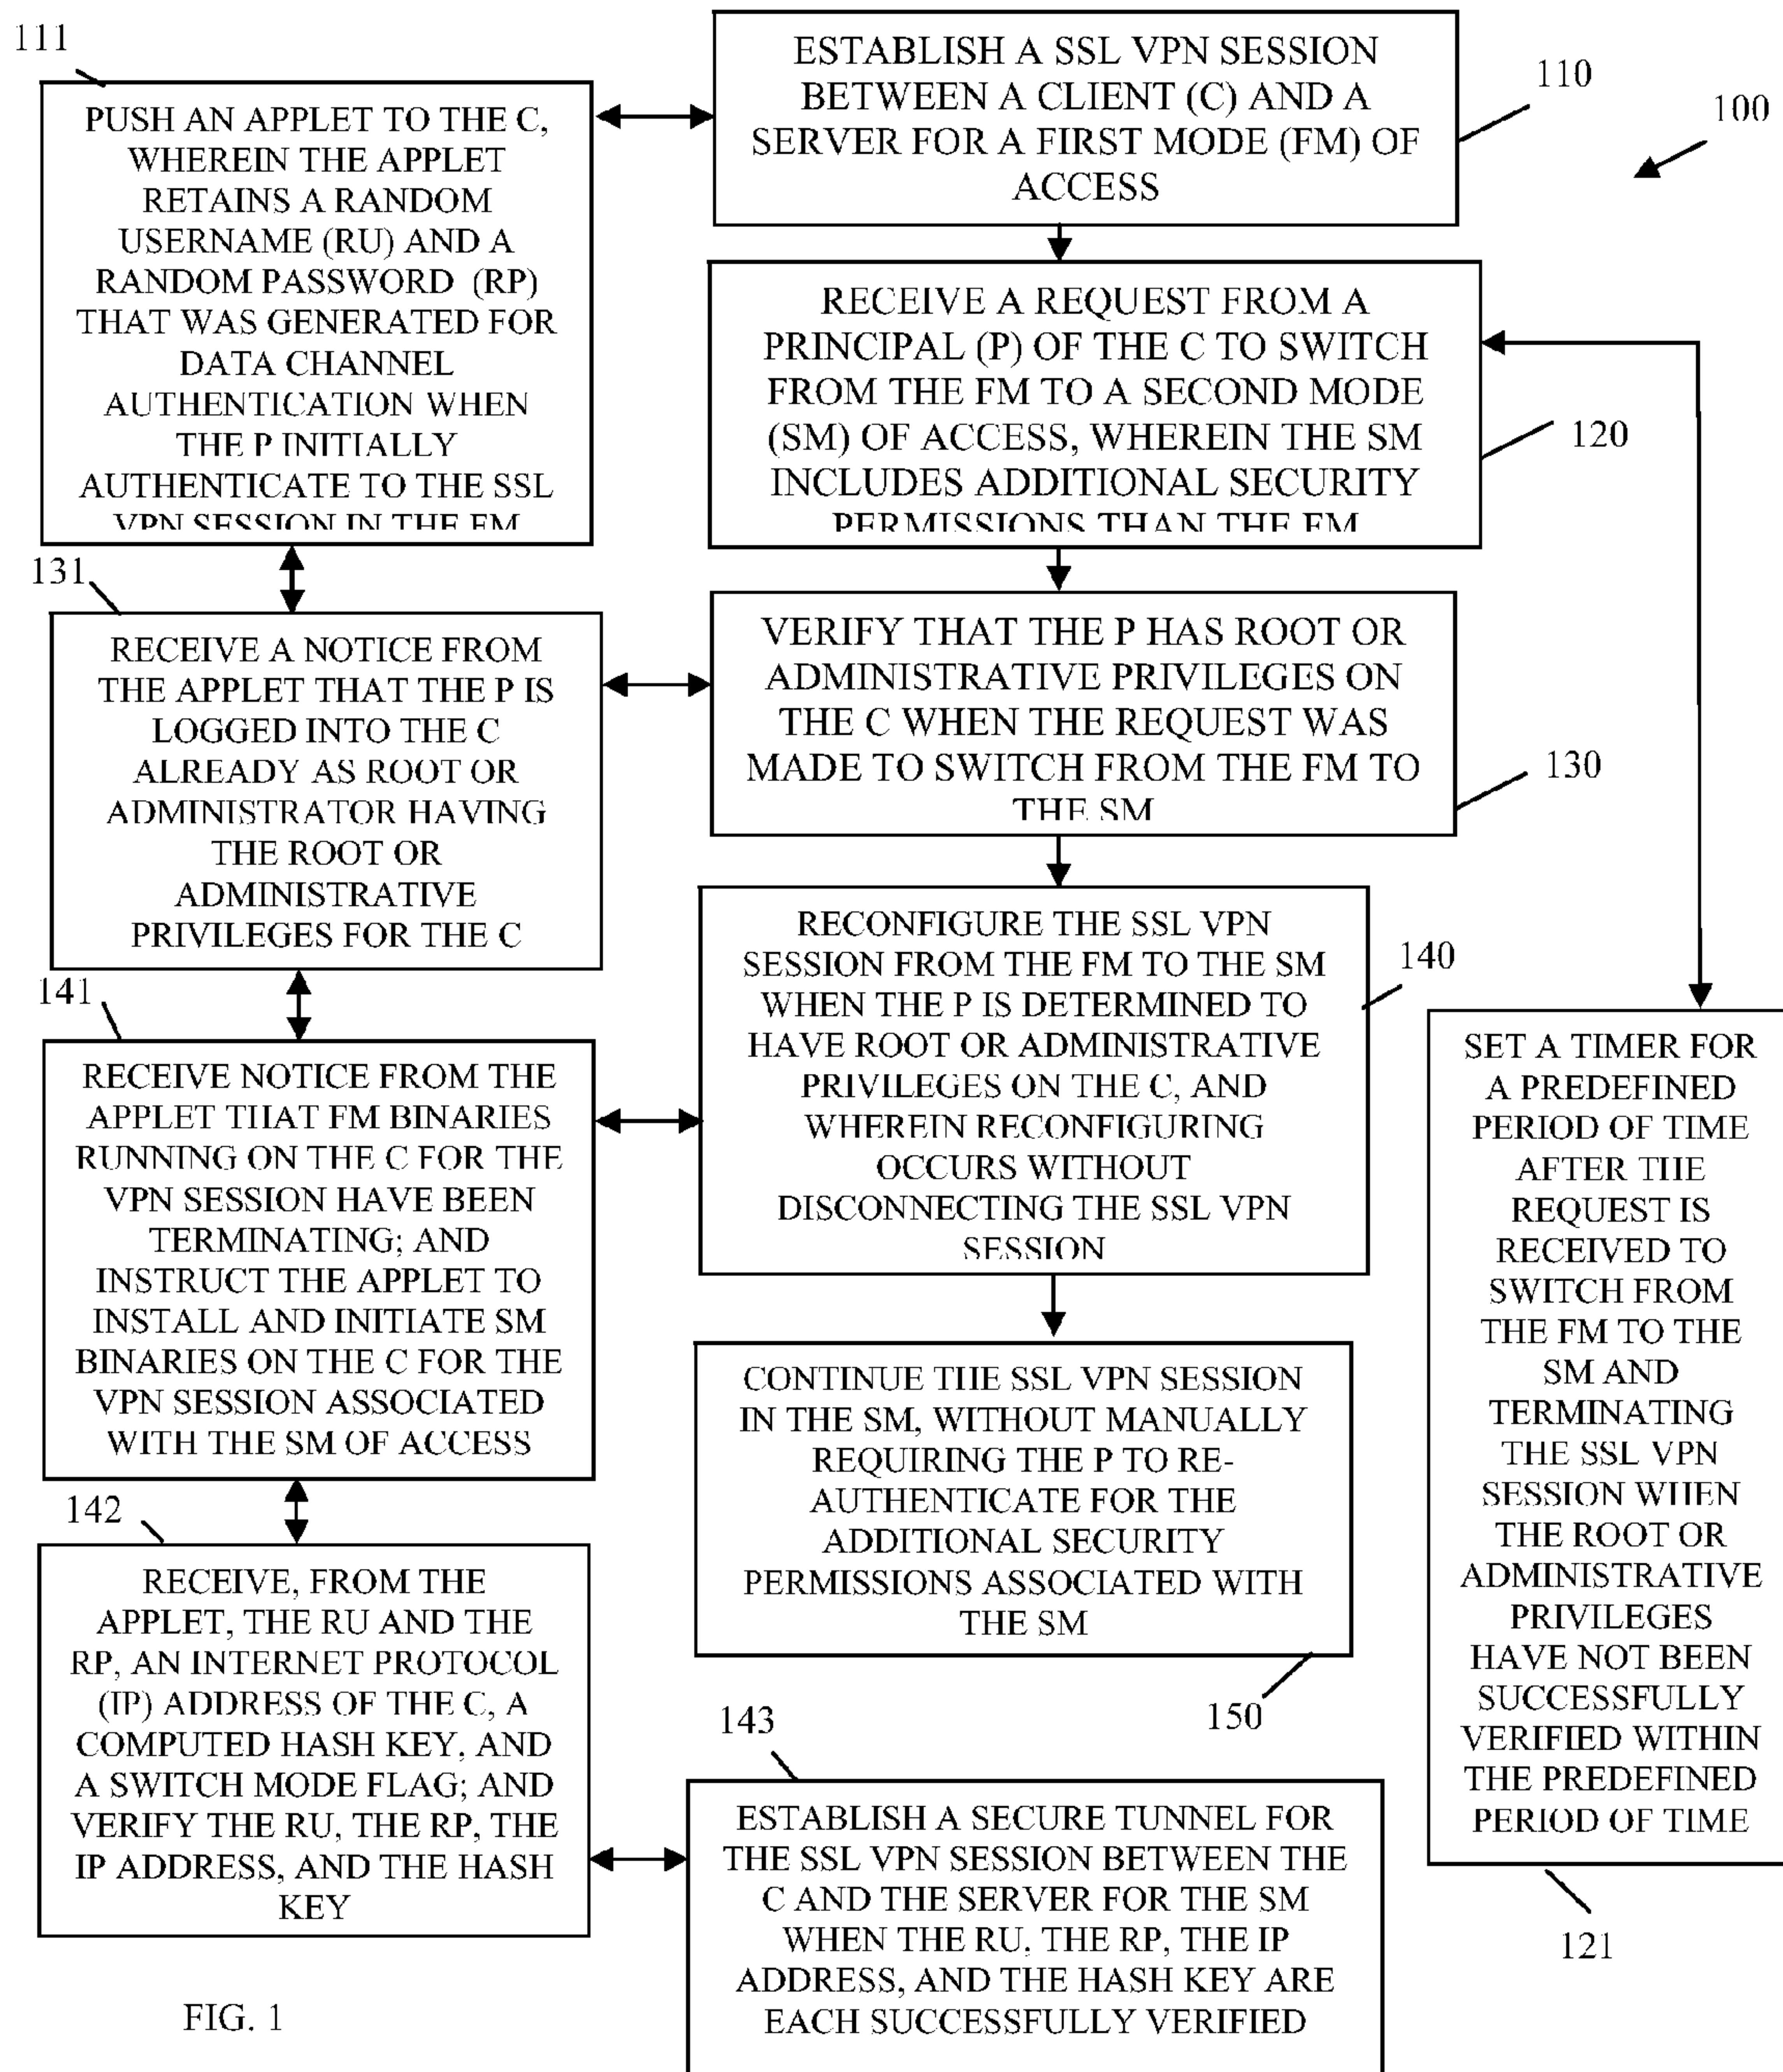 111
PUSH AN APPLET TO THE C,
WHEREIN THE APPLET
RETAINS A RANDOM
USERNAME (RU) AND A
RANDOM PASSWORD (RP)
THAT WAS GENERATED FOR
DATA CHANNEL
AUTHENTICATION WHEN
THE P INITIALLY
AUTHENTICATE TO THE SSL
VPN SESSION IN THE FM
ESTABLISH A SSL VPN SESSION
BETWEEN A CLIENT (C) AND A
SERVER FOR A FIRST MODE (FM) OF
ACCESS
110
100
RECEIVE A REQUEST FROM A
PRINCIPAL (P) OF THE C TO SWITCH
FROM THE FM TO A SECOND MODE
(SM) OF ACCESS, WHEREIN THE SM
INCLUDES ADDITIONAL SECURITY
PERMISSIONS THAN THE FM
120
131
RECEIVE A NOTICE FROM
THE APPLET THAT THE P IS
LOGGED INTO THE C
ALREADY AS ROOT OR
ADMINISTRATOR HAVING
THE ROOT OR
ADMINISTRATIVE
PRIVILEGES FOR THE C
VERIFY THAT THE P HAS ROOT OR
ADMINISTRATIVE PRIVILEGES ON
THE C WHEN THE REQUEST WAS
MADE TO SWITCH FROM THE FM TO
THE SM
130
141
RECEIVE NOTICE FROM THE
APPLET THAT FM BINARIES
RUNNING ON THE C FOR THE
VPN SESSION HAVE BEEN
TERMINATING; AND
INSTRUCT THE APPLET TO
INSTALL AND INITIATE SM
BINARIES ON THE C FOR THE
VPN SESSION ASSOCIATED
WITH THE SM OF ACCESS
RECONFIGURE THE SSL VPN
SESSION FROM THE FM TO THE SM
WHEN THE P IS DETERMINED TO
HAVE ROOT OR ADMINISTRATIVE
PRIVILEGES ON THE C, AND
WHEREIN RECONFIGURING
OCCURS WITHOUT
DISCONNECTING THE SSL VPN
SESSION
140
SET A TIMER FOR
A PREDEFINED
PERIOD OF TIME
AFTER THE
REQUEST IS
RECEIVED TO
SWITCH FROM
THE FM TO THE
SM AND
TERMINATING
THE SSL VPN
SESSION WHEN
THE ROOT OR
ADMINISTRATIVE
PRIVILEGES
HAVE NOT BEEN
SUCCESSFULLY
VERIFIED WITHIN
THE PREDEFINED
PERIOD OF TIME
121
CONTINUE THE SSL VPN SESSION
IN THE SM, WITHOUT MANUALLY
REQUIRING THE P TO RE-
AUTHENTICATE FOR THE
ADDITIONAL SECURITY
PERMISSIONS ASSOCIATED WITH
THE SM
150
142
RECEIVE, FROM THE
APPLET, THE RU AND THE
RP, AN INTERNET PROTOCOL
(IP) ADDRESS OF THE C, A
COMPUTED HASH KEY, AND
A SWITCH MODE FLAG; AND
VERIFY THE RU, THE RP, THE
IP ADDRESS, AND THE HASH
KEY
143
ESTABLISH A SECURE TUNNEL FOR
THE SSL VPN SESSION BETWEEN THE
C AND THE SERVER FOR THE SM
WHEN THE RU, THE RP, THE IP
ADDRESS, AND THE HASH KEY ARE
EACH SUCCESSFULLY VERIFIED
FIG. 1